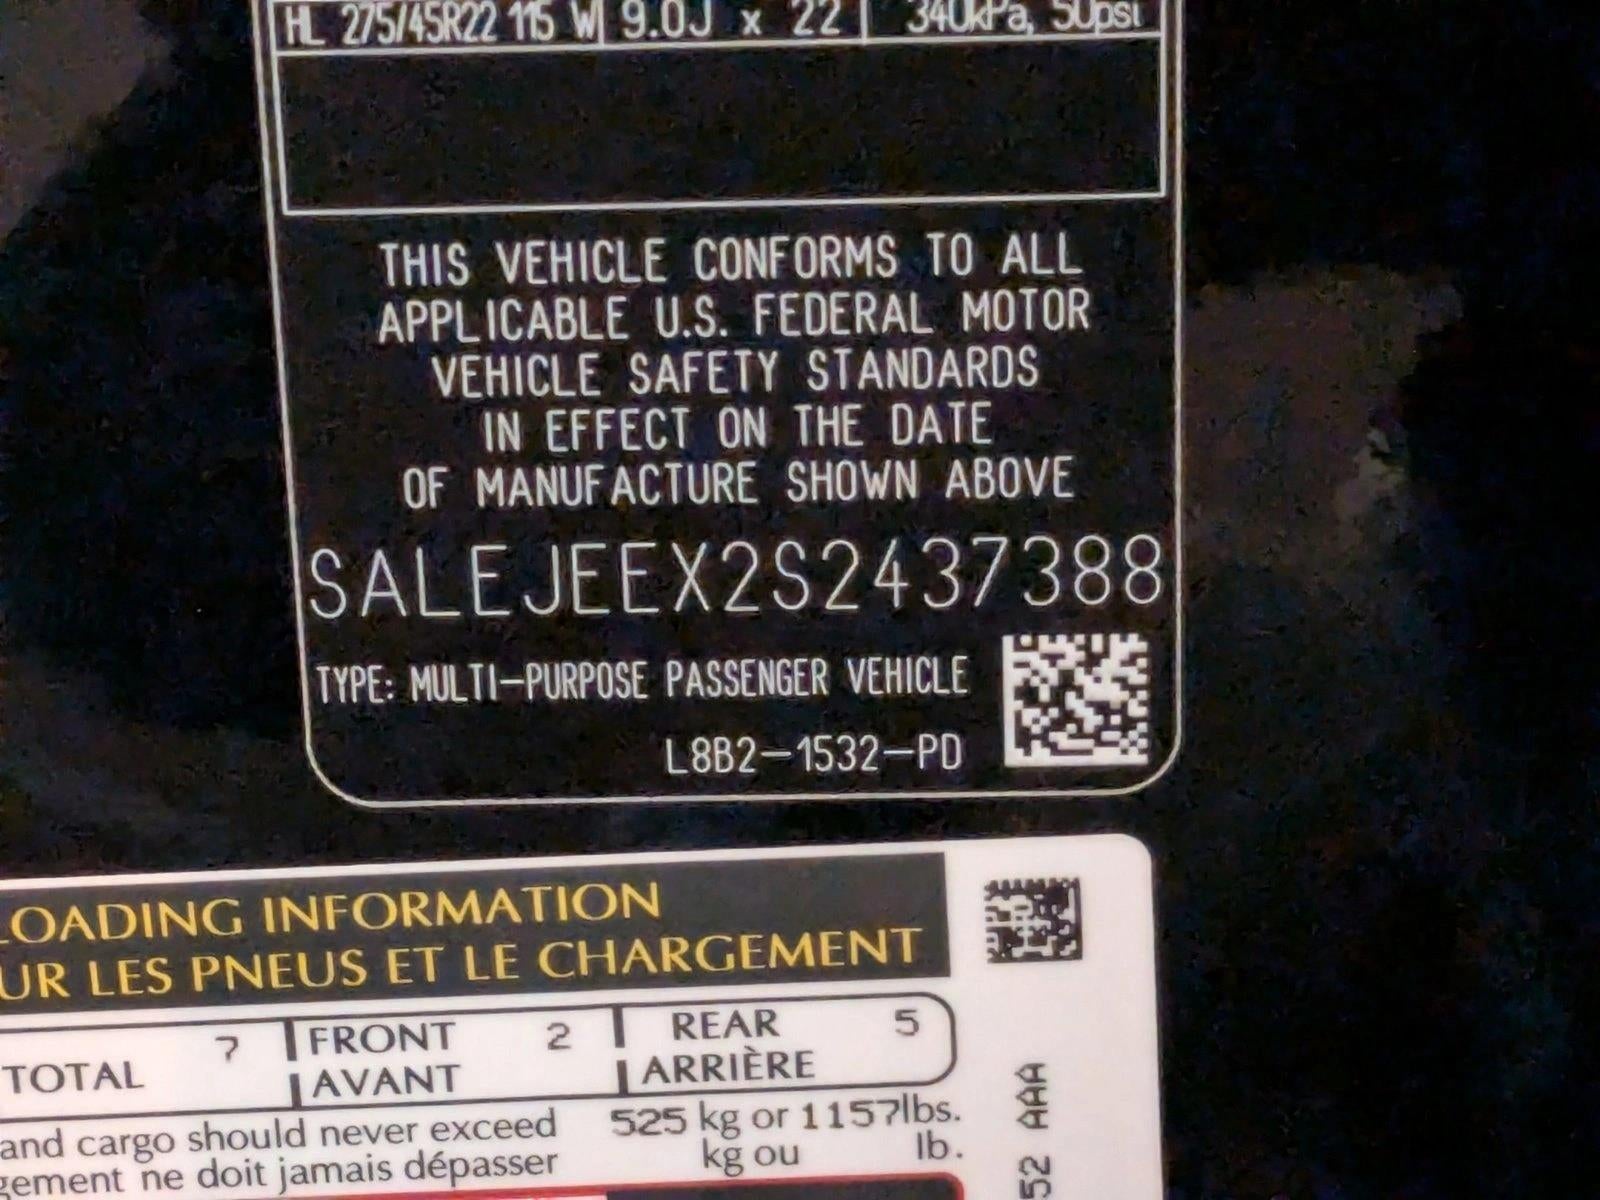 HL 275/45R22 115 W 9.0J x 22 340kPa, 50psi
THIS VEHICLE CONFORMS TO ALL
APPLICABLE U.S. FEDERAL MOTOR
VEHICLE SAFETY STANDARDS
IN EFFECT ON THE DATE
OF MANUFACTURE SHOWN ABOVE
SALEJEEX2S2437388
TYPE: MULTI-PURPOSE PASSENGER VEHICLE
L8B2-1532-PD
LOADING INFORMATION
UR LES PNEUS ET LE CHARGEMENT
TOTAL 7 FRONT 2 REAR 5
AVANT ARRIÈRE
and cargo should never exceed 525 kg or 1157lbs.
gement ne doit jamais dépasser kg ou lb.
52 AAA